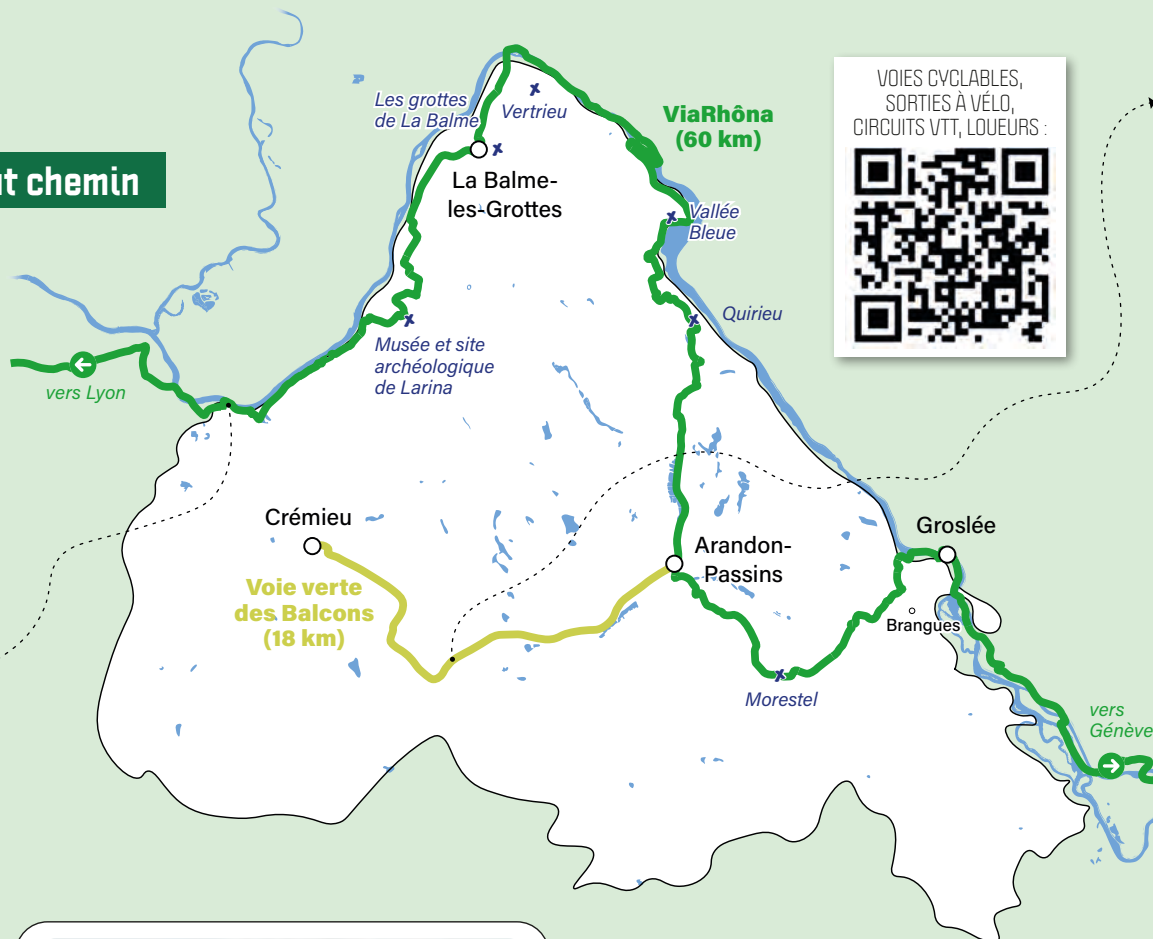 VOIES CYCLABLES,
SORTIES À VÉLO,
CIRCUITS VTT, LOUEURS :
Les grottes
de La Balme
Vertrieu
ViaRhôna
(60 km)
chemin
La Balme-
les-Grottes
Vallée
Bleue
Quirieu
Musée et site
archéologique
de Larina
vers Lyon
Crémieu
Groslée
Arandon-
Passins
Voie verte
des Balcons
(18 km)
Brangues
Morestel
vers
Génève